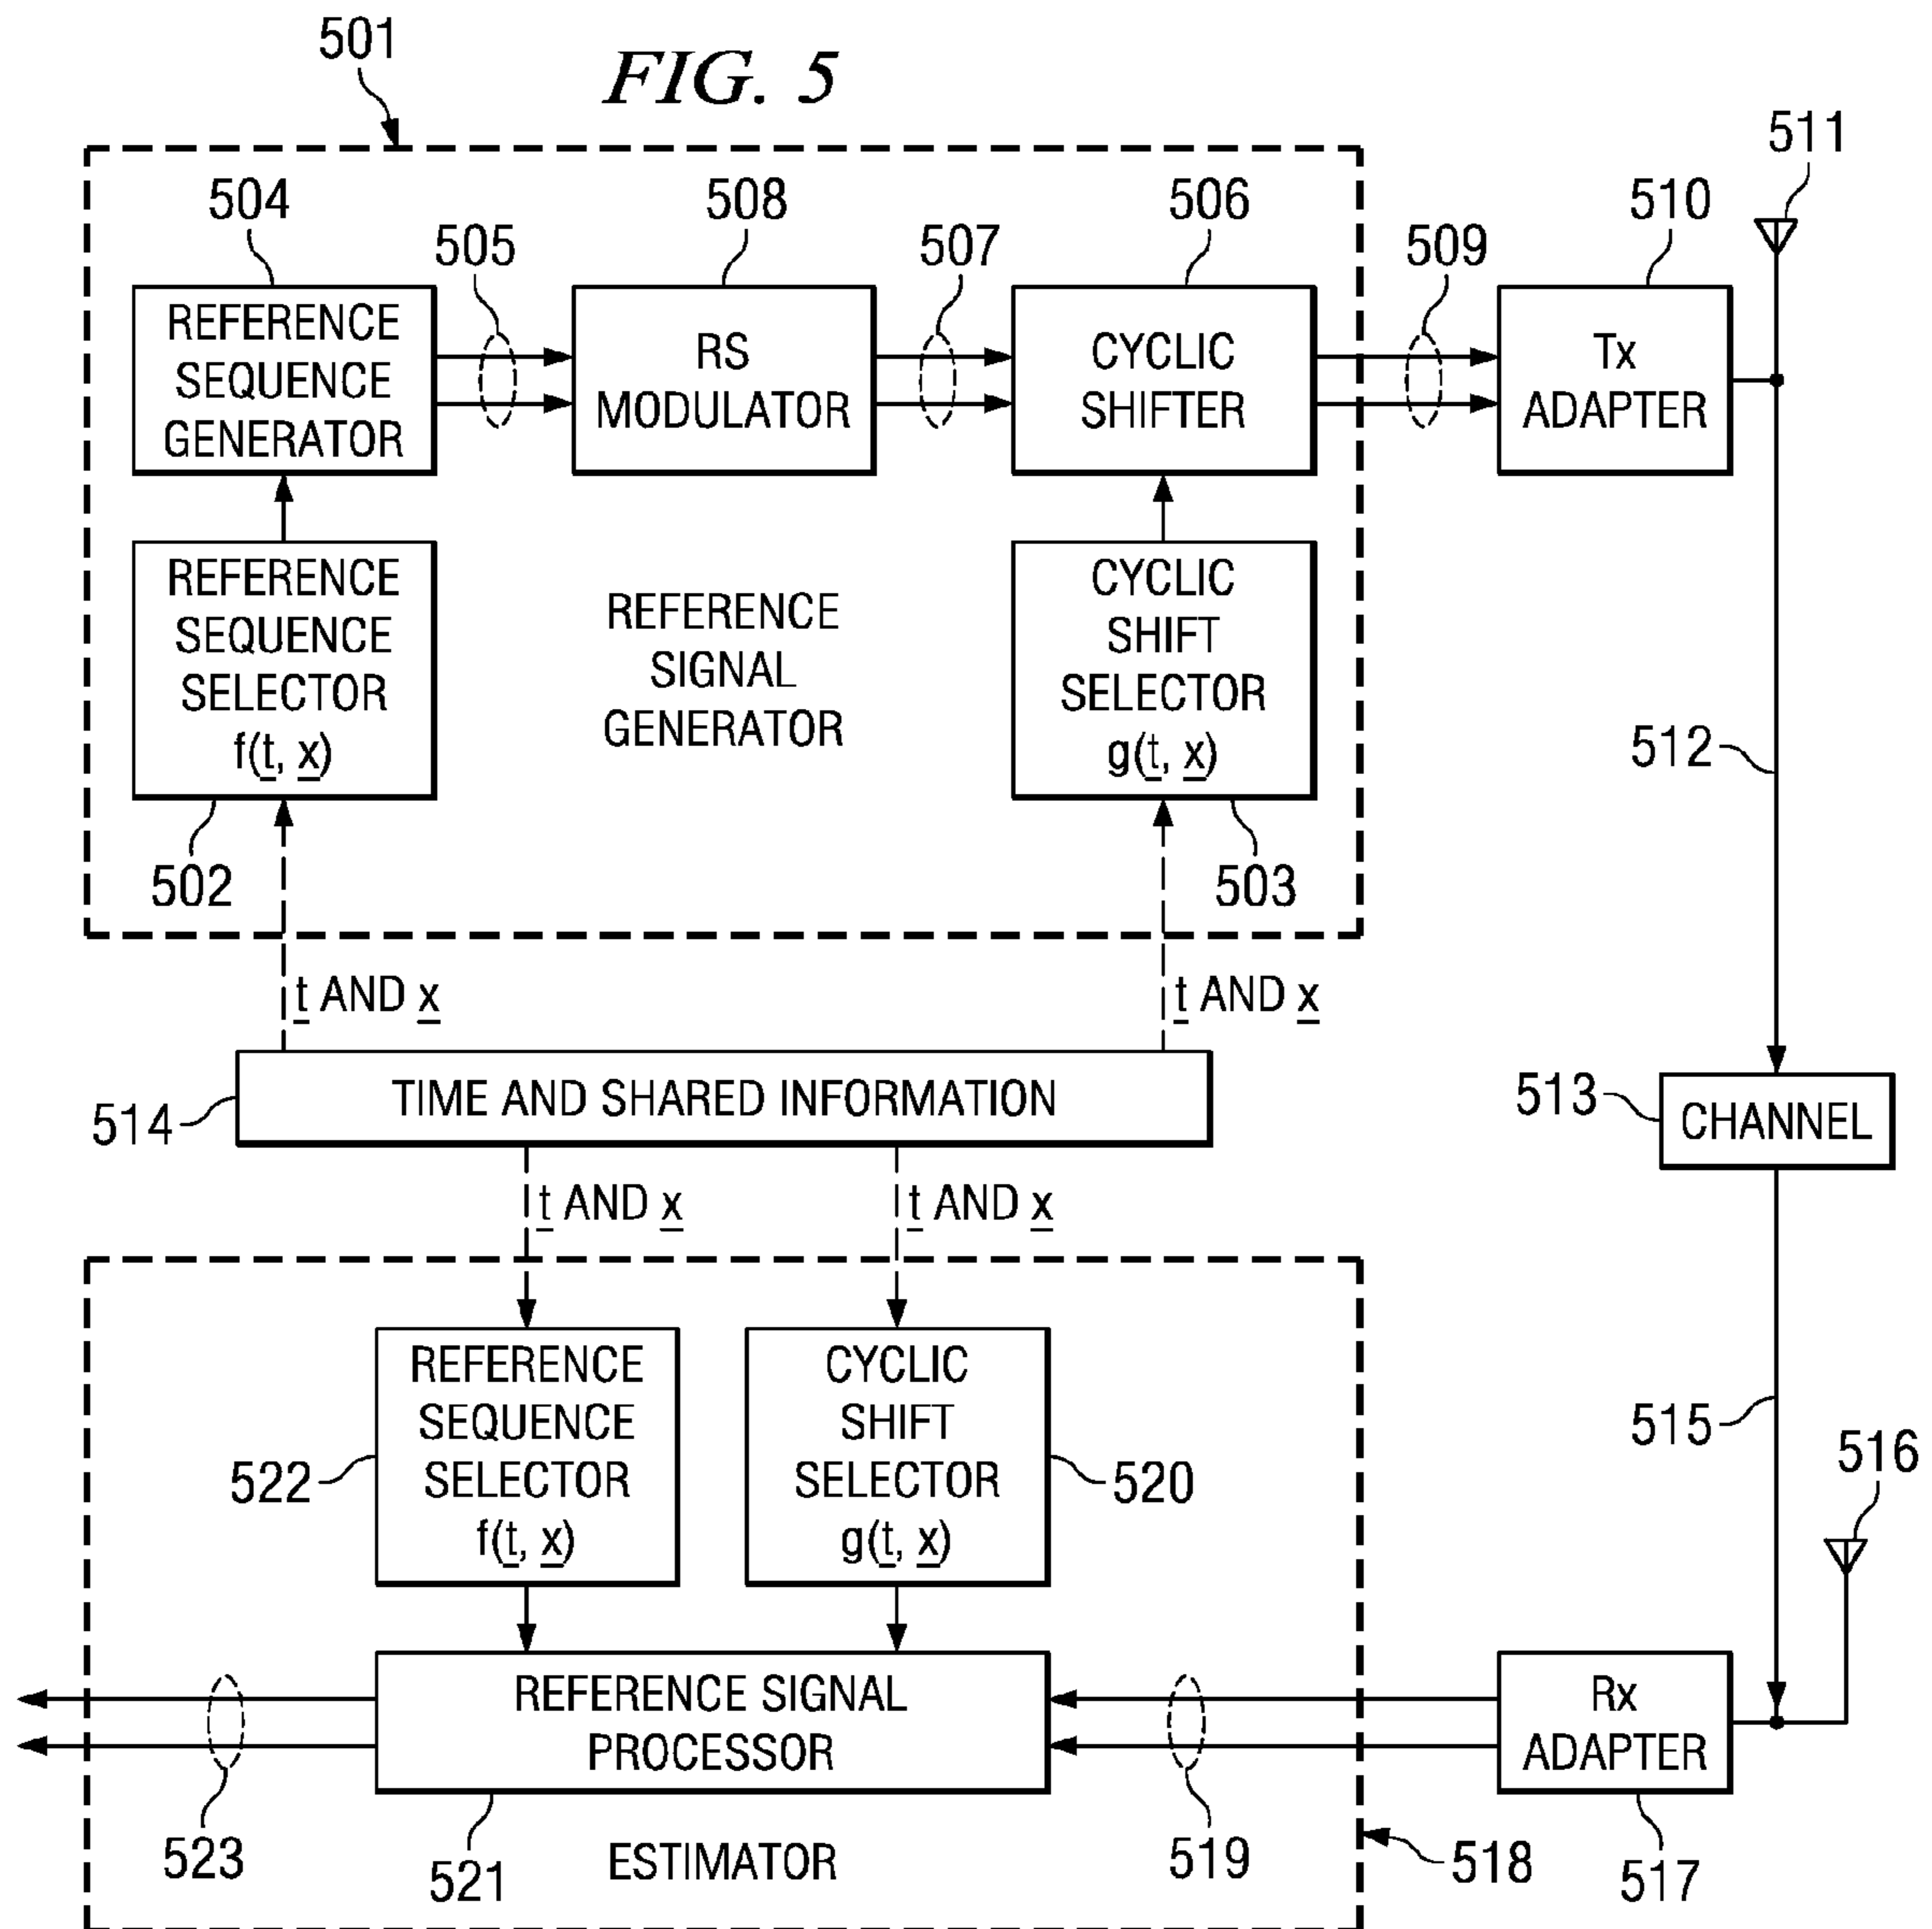 FIG. 5
501
511
504
508
506
510
505
507
509
REFERENCE
SEQUENCE
GENERATOR
RS
MODULATOR
CYCLIC
SHIFTER
Tx
ADAPTER
REFERENCE
SEQUENCE
SELECTOR
f(t, x)
REFERENCE
SIGNAL
GENERATOR
CYCLIC
SHIFT
SELECTOR
g(t, x)
512
502
503
t AND x
t AND x
TIME AND SHARED INFORMATION
514
513
CHANNEL
t AND x
t AND x
REFERENCE
SEQUENCE
SELECTOR
f(t, x)
CYCLIC
SHIFT
SELECTOR
g(t, x)
522
520
515
516
REFERENCE SIGNAL
PROCESSOR
Rx
ADAPTER
523
521
ESTIMATOR
519
518
517